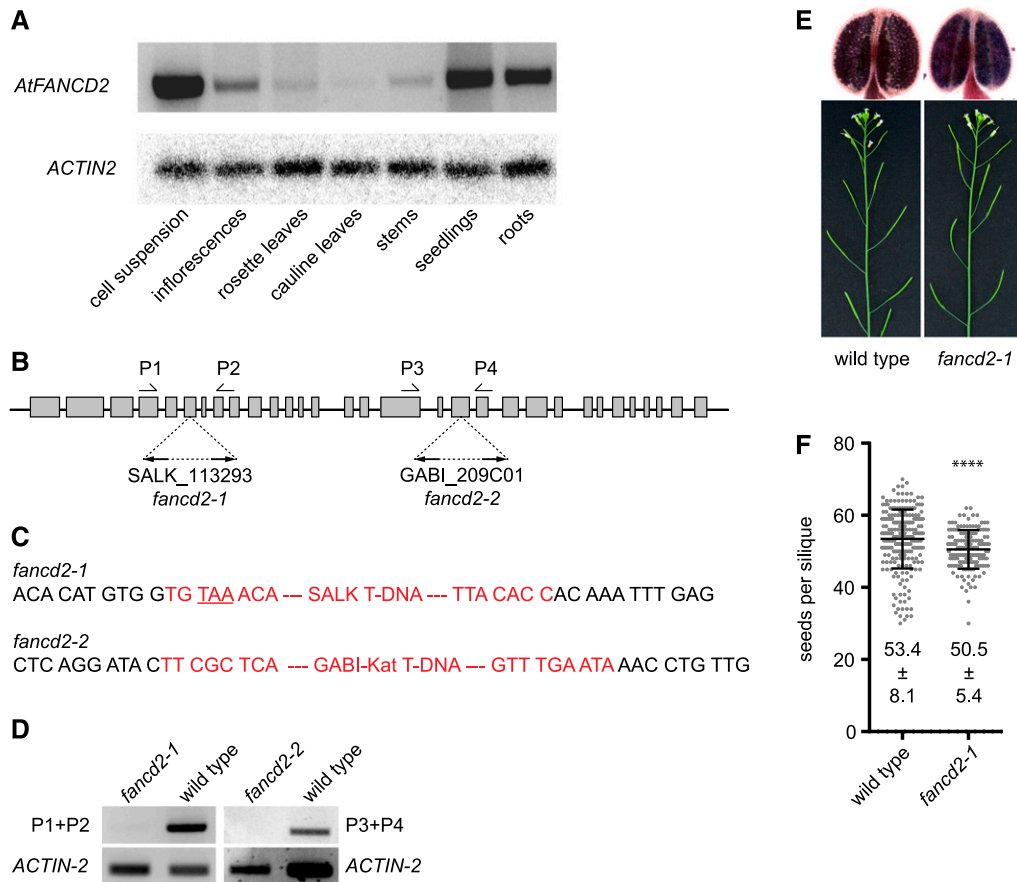 A
AtFANCD2
ACTIN2
cell suspension
inflorescences
rosette leaves
cauline leaves
stems
seedlings
roots
B
P1 P2 P3 P4
SALK_113293 GABI_209C01
fancd2-1 fancd2-2
C
fancd2-1
ACA CAT GTG GTG TAA ACA --- SALK T-DNA --- TTA CAC CAC AAA TTT GAG
fancd2-2
CTC AGG ATA CTT CGC TCA --- GABI-Kat T-DNA --- GTT TGA ATA AAC CTG TTG
D
fancd2-1 wild type fancd2-2 wild type
P1+P2 P3+P4
ACTIN-2 ACTIN-2
E
wild type fancd2-1
F
80
60
40
20
0
seeds per silique
****
53.4 50.5
± ±
8.1 5.4
wild type fancd2-1